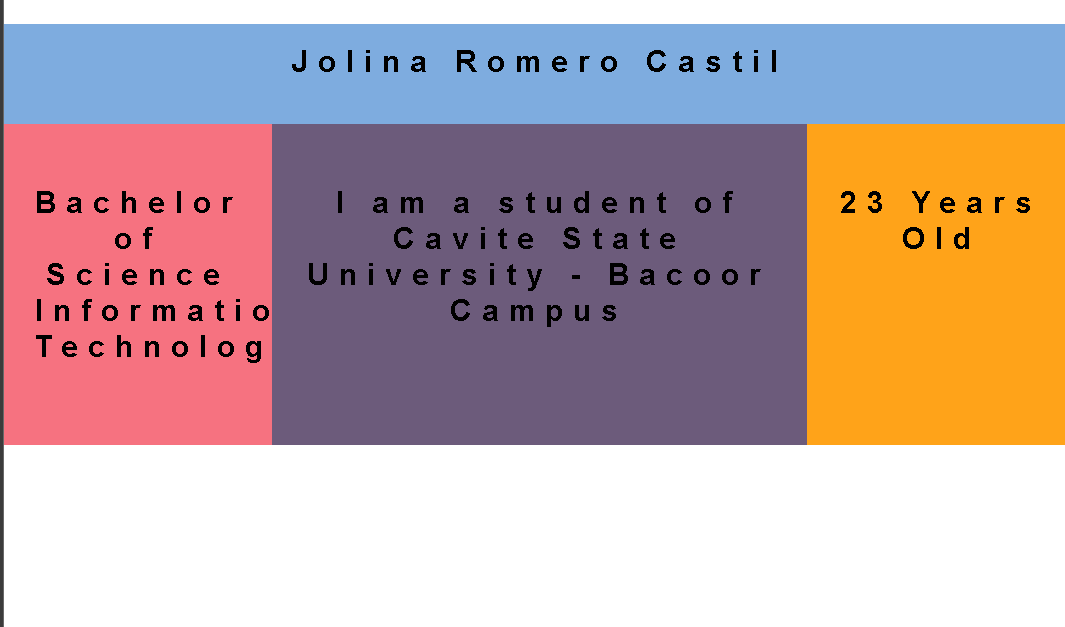 Jolina Romero Castil
Bachelor
of
Science
Informatio
Technolog
I am a student of
Cavite State
University - Bacoor
Campus
23 Years
Old